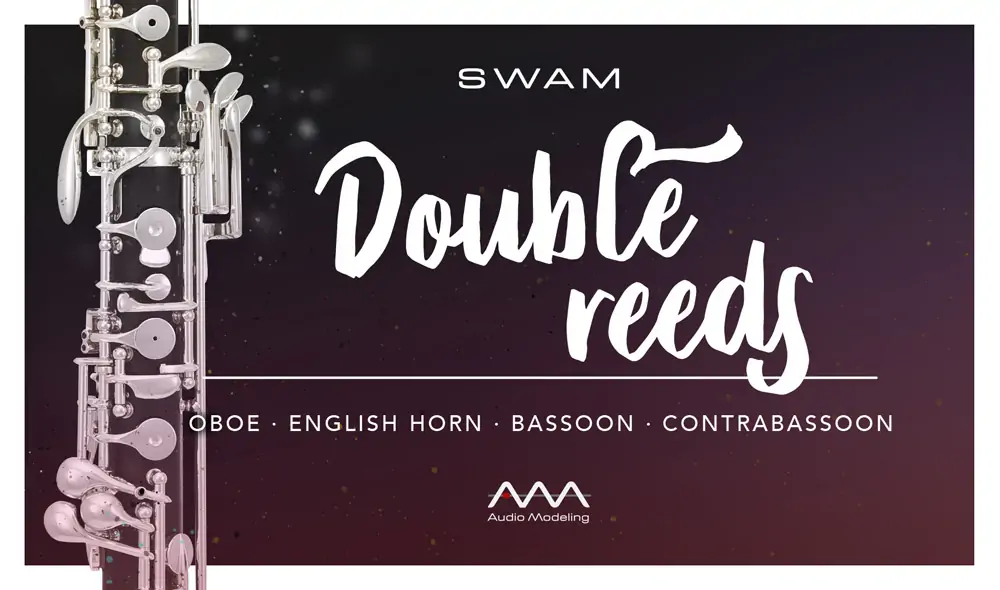 SWAM
Double
reeds
OBOE · ENGLISH HORN · BASSOON · CONTRABASSOON
Audio Modeling